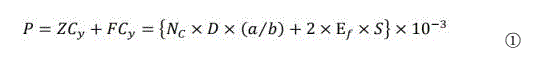 P = ZC_y + FC_y = {N_C × D × (a/b) + 2 × E_f × S} × 10^{-3} ①